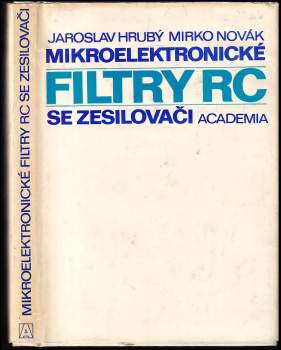 JAROSLAV HRUBÝ MIRKO NOVÁK
MIKROELEKTRONICKÉ
FILTRY RC
SE ZESILOVAČI ACADEMIA
MIKROELEKTRONICKÉ FILTRY RC SE ZESILOVAČI
A